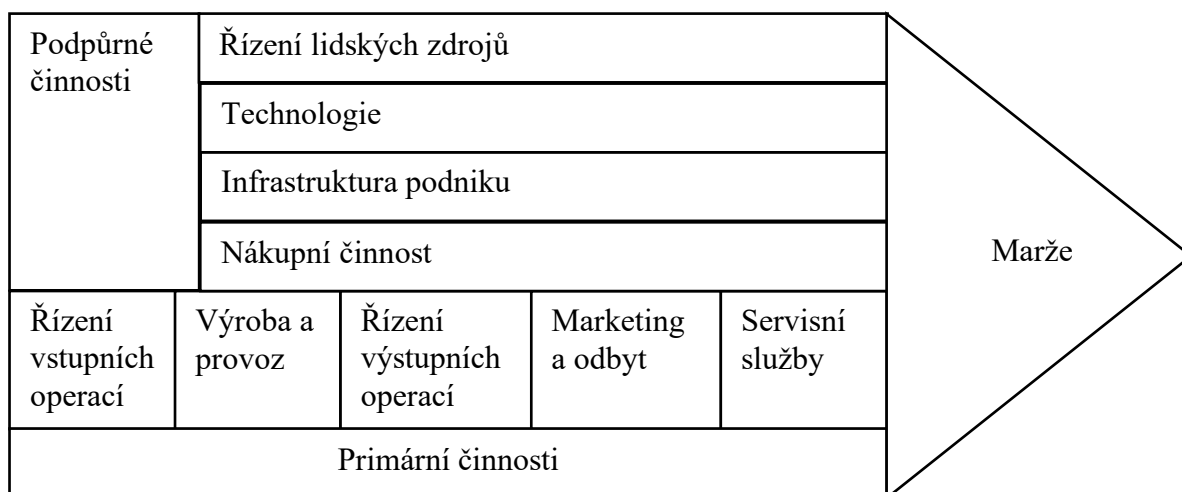 Podpůrné
činnosti
Řízení lidských zdrojů
Technologie
Infrastruktura podniku
Nákupní činnost
Marže
Řízení
vstupních
operací
Výroba a
provoz
Řízení
výstupních
operací
Marketing
a odbyt
Servisní
služby
Primární činnosti